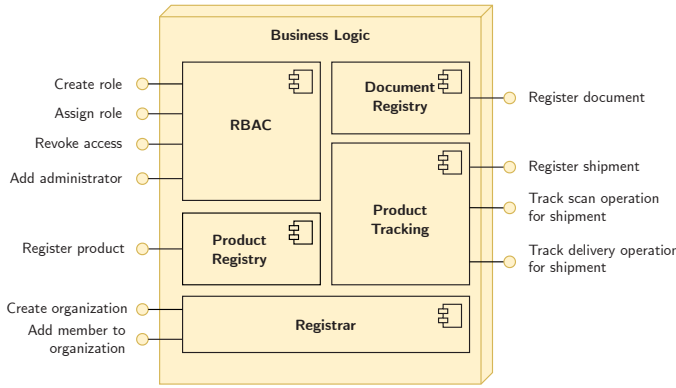 Business Logic
Create role
Assign role
Revoke access
Add administrator
RBAC
Document
Registry
Register document
Register product
Product
Registry
Product
Tracking
Register shipment
Track scan operation
for shipment
Track delivery operation
for shipment
Create organization
Add member to
organization
Registrar